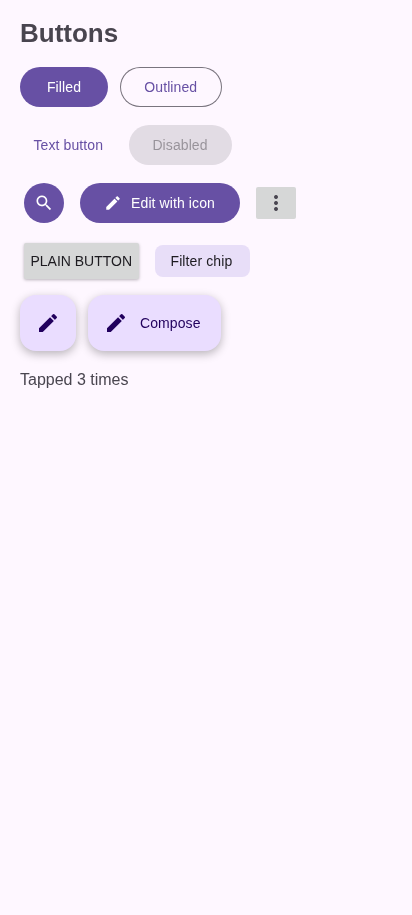 Buttons
Filled
Outlined
Text button
Disabled
Edit with icon
PLAIN BUTTON
Filter chip
Compose
Tapped 3 times